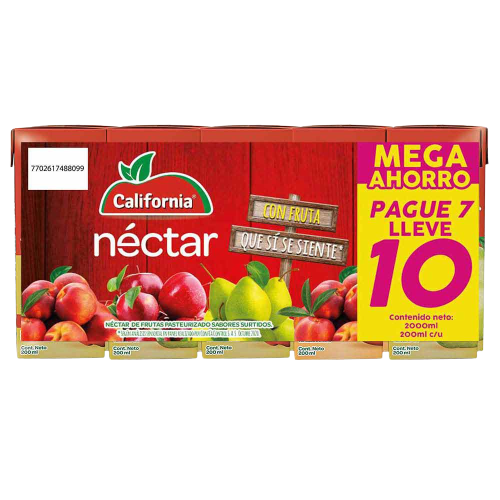 7702617488099
California®
néctar
CON FRUTA
QUE SÍ SE SIENTE*
NÉCTAR DE FRUTAS PASTEURIZADO SABORES SURTIDOS.
MEGA
AHORRO
PAGUE 7
LLEVE
10
Contenido neto:
2000ml
200ml c/u
Cont. Neto
200 ml
Cont. Neto
200 ml
Cont. Neto
200 ml
Cont. Neto
200 ml
Cont. Neto
200 ml